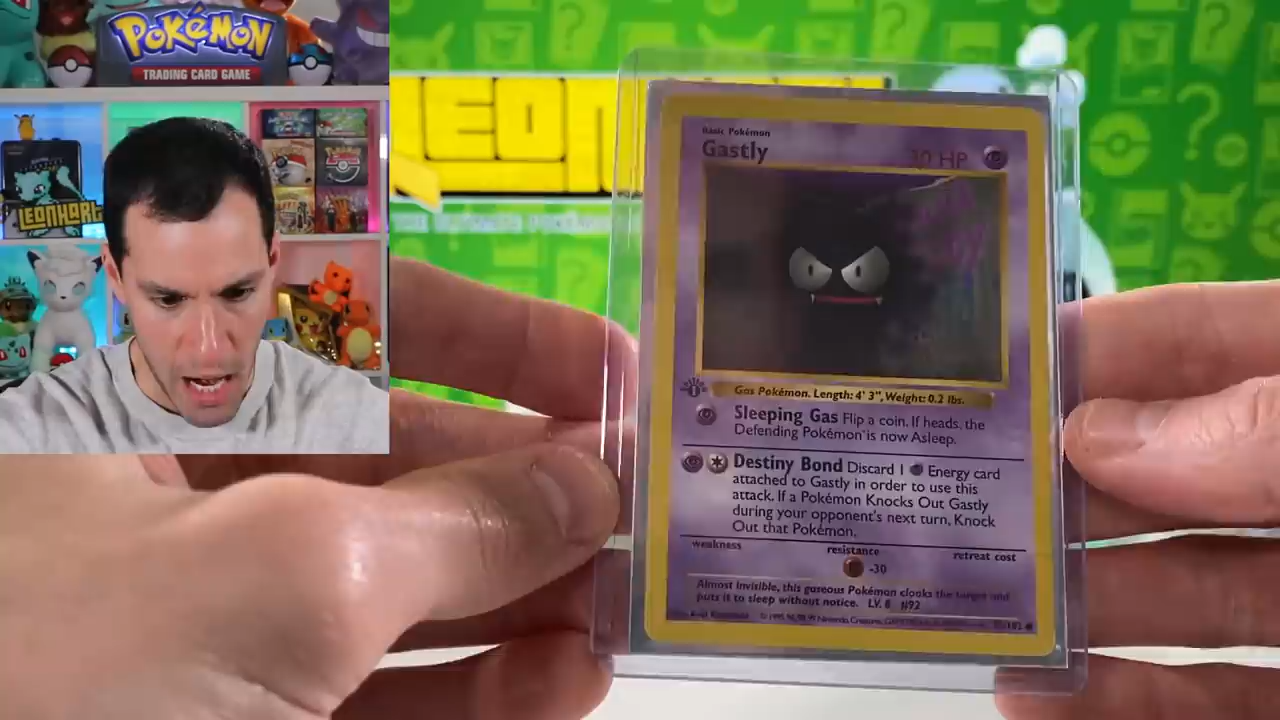 POKéMON
TRADING CARD GAME
LEONHART
Basic Pokémon
Gastly
30 HP
Gas Pokémon. Length: 4' 3", Weight: 0.2 lbs.
Sleeping Gas Flip a coin. If heads, the
Defending Pokémon is now Asleep.
Destiny Bond Discard 1 Energy card
attached to Gastly in order to use this
attack. If a Pokémon Knocks Out Gastly
during your opponent's next turn, Knock
Out that Pokémon.
weakness
resistance
retreat cost
-30
Almost invisible, this gaseous Pokémon cloaks the target and
puts it to sleep without notice. LV. 8 #92